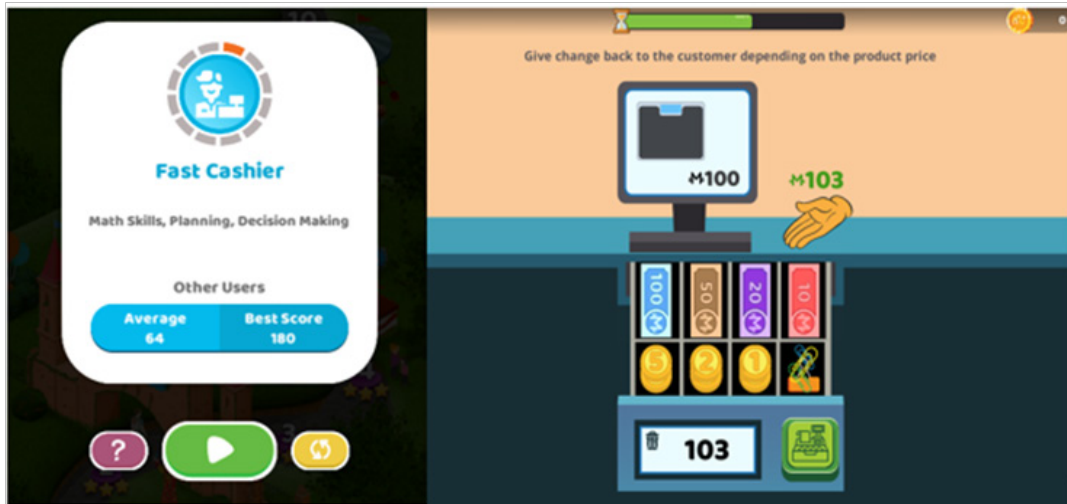 Fast Cashier
Math Skills, Planning, Decision Making
Other Users
Average
64
Best Score
180
?
Give change back to the customer depending on the product price
100
103
100
50
20
10
5
2
1
103